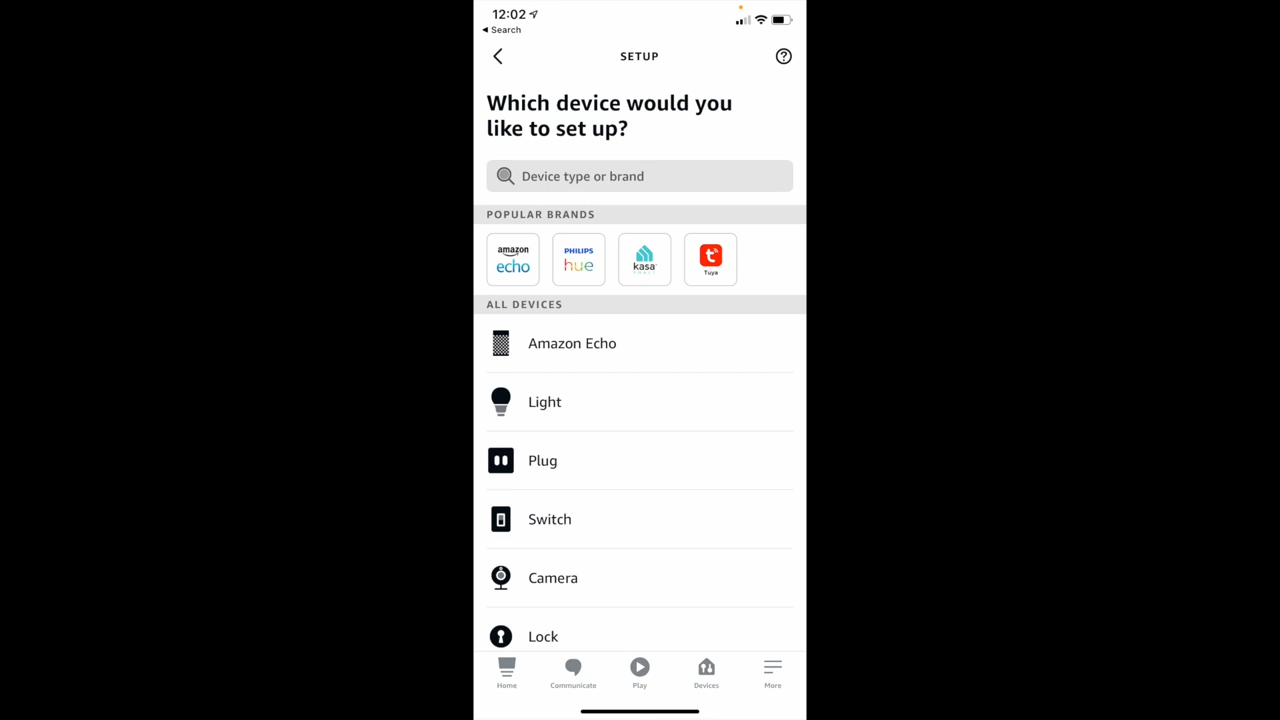 12:02
Search
SETUP
Which device would you
like to set up?
Device type or brand
POPULAR BRANDS
amazon
echo
PHILIPS
hue
kasa
Tuya
ALL DEVICES
Amazon Echo
Light
Plug
Switch
Camera
Lock
Home
Communicate
Play
Devices
More